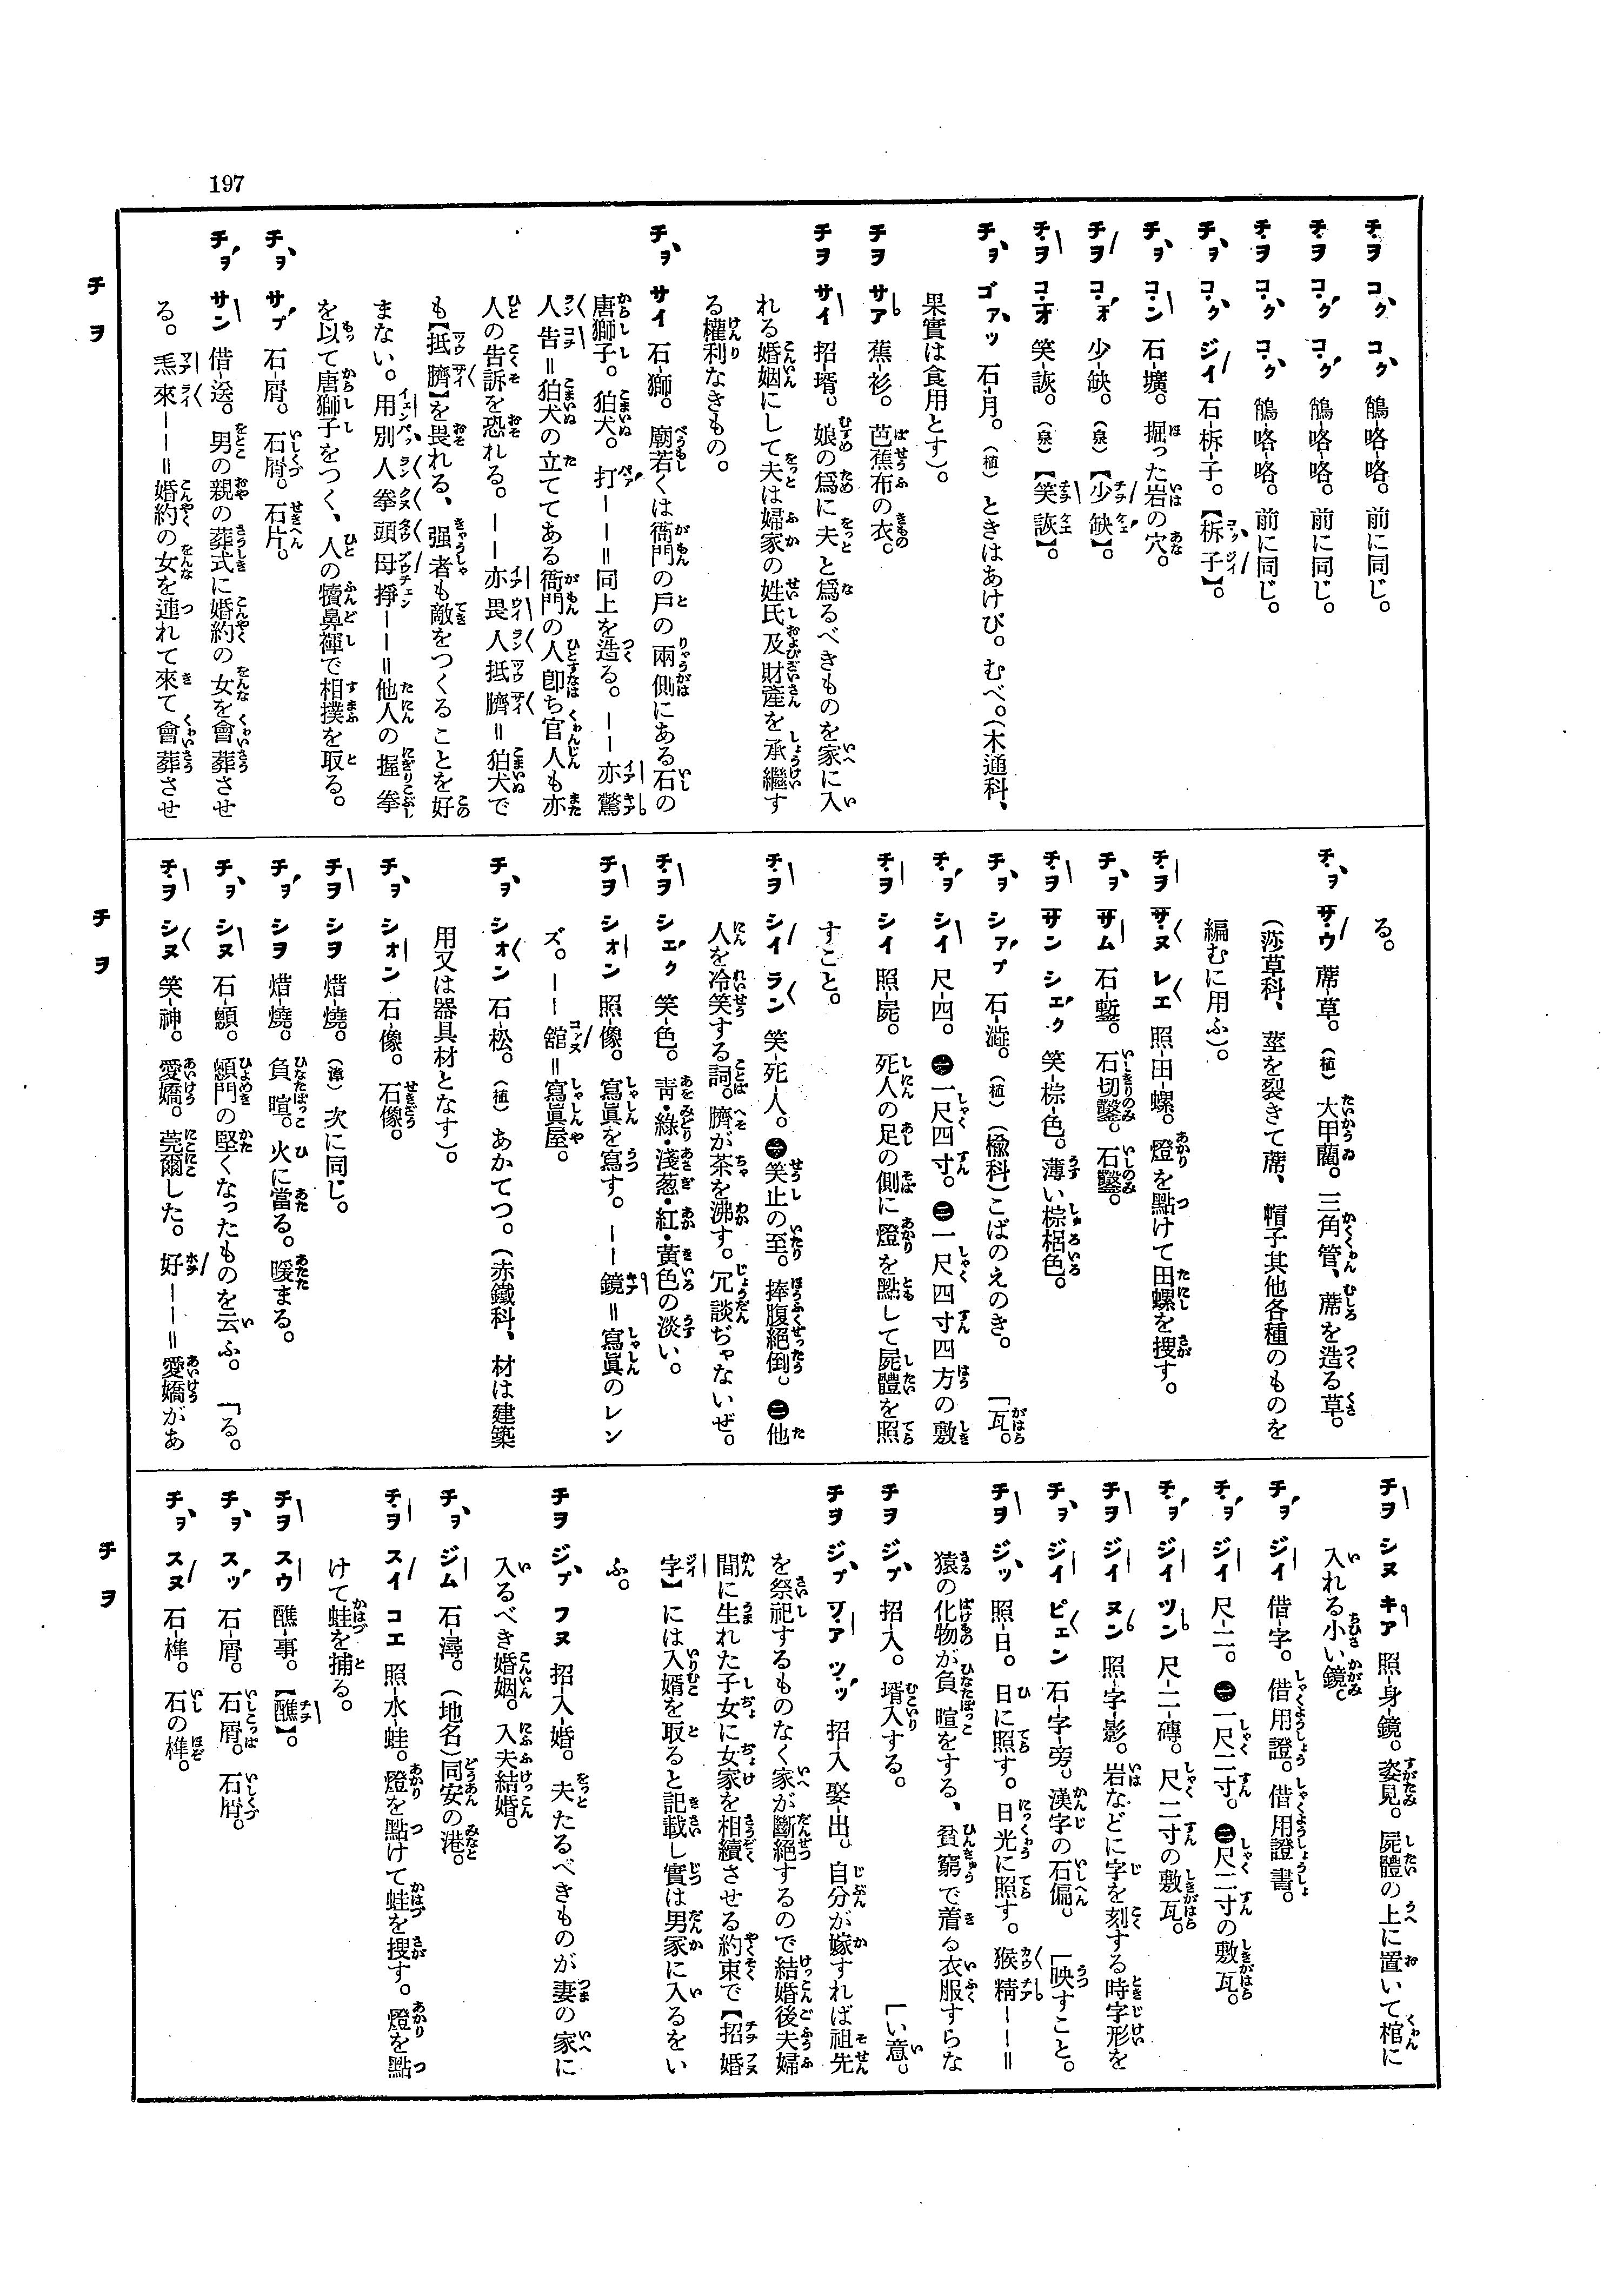 197
チヲ コク コク 鵤-咯-咯。前に同じ。
チヲ コク コク 鵤-咯-咯。前に同じ。
チヲ コク コク 鵤-咯-咯。前に同じ。
チヲ コク ジイ 石-柝-子。【柝子】。
チヲ コン 石-壙。掘った岩の穴。
チヲ コオ 少-缺。(泉)【少缺】。
チヲ コオ 笑-詼。(泉)【笑詼】。
チヲ ゴアッ 石-月。(植)ときはあけび。むべ。(木通科、
果實は食用とす)。
チヲ サア 蕉-衫。芭蕉布の衣。
チヲ サイ 招-壻。娘の爲に夫と爲るべきものを家に入
れる婚姻にして夫は婦家の姓氏及財產を承繼す
る權利なきもの。
チヲ サイ 石-獅。廟若くは衙門の戸の兩側にある石の
唐獅子。狛犬。打ーー=同上を造る。ーー亦驚
人告=狛犬の立ててある衙門の人卽ち官人も亦
人の告訴を恐れる。ーー亦畏人抵臍=狛犬で
も【抵臍】を畏れる、强者も敵をつくることを好
まない。用別人拳頭母掙ーー=他人の握拳
を以て唐獅子をつく、人の犢鼻褌で相撲を取る。
チヲ サプ 石-屑。石屑。石片。
チヲ サン 借-送。男の親の葬式に婚約の女を會葬させ
る。 來ーー=婚約の女を連れて來て會葬させ
チヲ
る。
チヲ サウ 蓆-草。(植)大甲藺。三角管、蓆を造る草。
(莎草科、莖を裂きて蓆、帽子其他各種のものを
編むに用ふ)。
チヲ サヌ レエ 照-田-螺。燈を點けて田螺を搜す。
チヲ サム 石-鏨。石切鑿。石鑿。
チヲ サン シェク 笑-棕-色。薄い棕梠色。
チヲ シアプ 石-澁。(植)(楡科)こばのえのき。 「瓦。
チヲ シイ 尺-四。㊀一尺四寸。㊁一尺四寸四方の敷
チヲ シイ 照-屍。死人の足の側に燈を點して屍體を照
すこと。
チヲ シイ ラン 笑-死-人。㊀笑止の至。捧腹絕倒。㊁他
人を冷笑する詞。臍が茶を沸す。冗談ぢゃないぜ。
チヲ シェク 笑-色。靑・綠・淺葱・紅・黃色の淡い。
チヲ シオン 照-像。寫眞を寫す。ーー鏡=寫眞のレン
ズ。ーー舘=寫眞屋。
チヲ シオン 石-松。(植)あかてつ。(赤鐵科、材は建築
用又は器具材となす)。
チヲ シオン 石-像。石像。
チヲ シヲ 熸-燒。(漳)次に同じ。
チヲ シヲ 熸-燒。負暄。火に當る。暖まる。
チヲ シヌ 石-顖。顖門の堅くなったものを云ふ。 「る。
チヲ シヌ 笑-神。愛嬌。莞爾した。好ーー=愛嬌があ
チヲ
チヲ シヌ キア 照-身-鏡。姿見。屍體の上に置いて棺に
入れる小い鏡。
チヲ ジイ 借-字。借用證。借用證書。
チヲ ジイ 尺-二。㊀一尺二寸。㊁尺二寸の敷瓦。
チヲ ジイ ツン 尺-二-磚。尺二寸の敷瓦。
チヲ ジイ ヌン 照-字-影。岩などに字を刻する時字形を
チヲ ジイ ピェン 石-字-旁。漢字の石偏。 「映すこと。
チヲ ジッ 照-日。日に照す。日光に照す。猴精ーー=
猿の化物が負暄をする、貧窮で着る衣服すらな
チヲ ジプ 招-入。壻入する。 「い意。
チヲ ジプ ツァア ツッ 招-入娶-出。自分が嫁すれば祖先
を祭祀するものなく家が斷絕するので結婚後夫婦
間に生れた子女に女家を相續させる約束で【招婚
字】には入婿を取ると記載し實は男家に入るをい
ふ。
チヲ ジプ フヌ 招-入-婚。夫たるべきものが妻の家に
入るべき婚姻。入夫結婚。
チヲ ジム 石-潯。(地名)同安の港。
チヲ スイ コエ 照-水-蛙。燈を點けて蛙を搜す。燈を點
けて蛙を捕る。
チヲ スウ 醮-事。【醮】。
チヲ スッ 石-屑。石屑。石屑。
チヲ スヌ 石-榫。石の榫。
チヲ